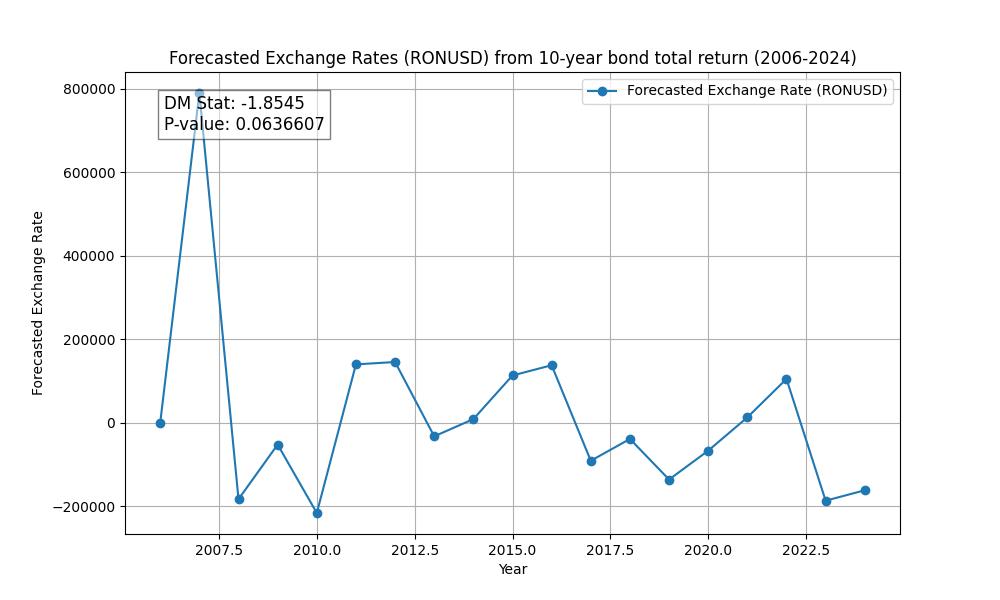 Forecasted Exchange Rates (RONUSD) from 10-year bond total return (2006-2024)
DM Stat: -1.8545
P-value: 0.0636607
Forecasted Exchange Rate (RONUSD)
Forecasted Exchange Rate
800000
600000
400000
200000
0
−200000
2007.5 2010.0 2012.5 2015.0 2017.5 2020.0 2022.5
Year